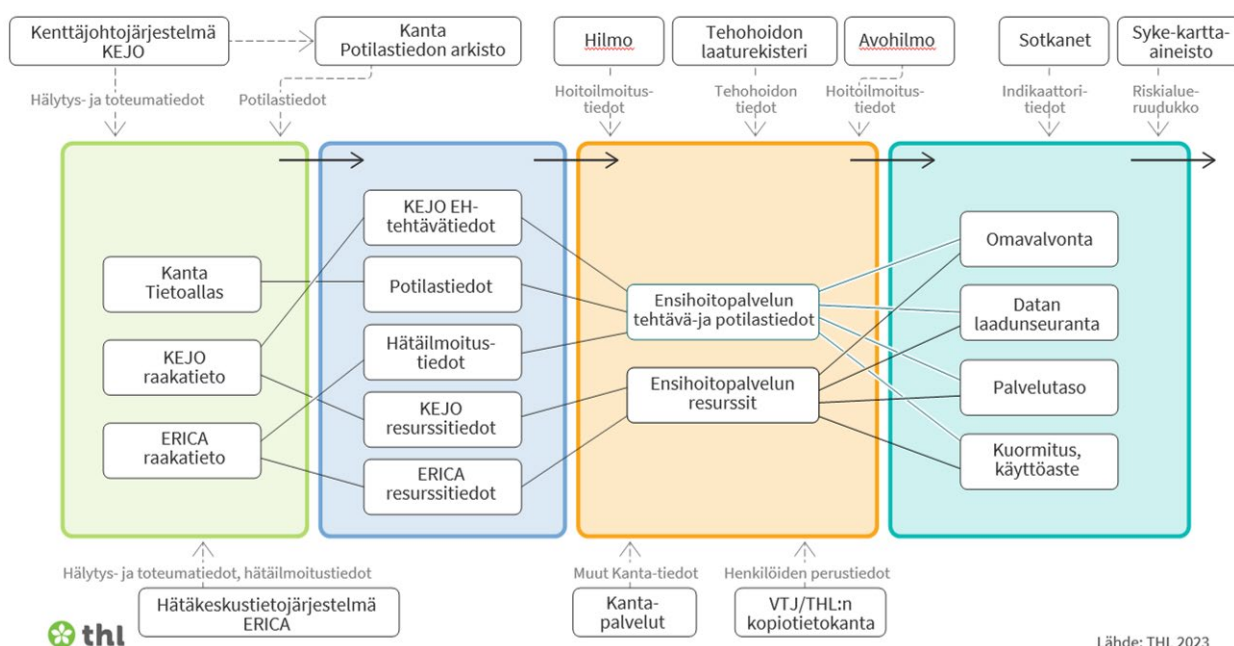 Kenttäjohtojärjestelmä
KEJO
Kanta
Potilastiedon arkisto
Hilmo
Tehohoidon
laaturekisteri
Avohilmo
Sotkanet
Syke-kartta-
aineisto
Hälytys- ja toteumatiedot
Potilastiedot
Hoitoilmoitus-
tiedot
Tehohoidon
tiedot
Hoitoilmoitus-
tiedot
Indikaattori-
tiedot
Riskialue-
ruudukko
Kanta
Tietoallas
KEJO
raakatieto
ERICA
raakatieto
KEJO EH-
tehtävätiedot
Potilastiedot
Hätäilmoitus-
tiedot
KEJO
resurssitiedot
ERICA
resurssitiedot
Ensihoitopalvelun
tehtävä-ja potilastiedot
Ensihoitopalvelun
resurssit
Omavalvonta
Datan
laadunseuranta
Palvelutaso
Kuormitus,
käyttöaste
Hälytys- ja toteumatiedot, hätäilmoitustiedot
Hätäkeskustietojärjestelmä
ERICA
Muut Kanta-tiedot
Kanta-
palvelut
Henkilöiden perustiedot
VTJ/THL:n
kopiotietokanta
thl
Lähde: THL 2023